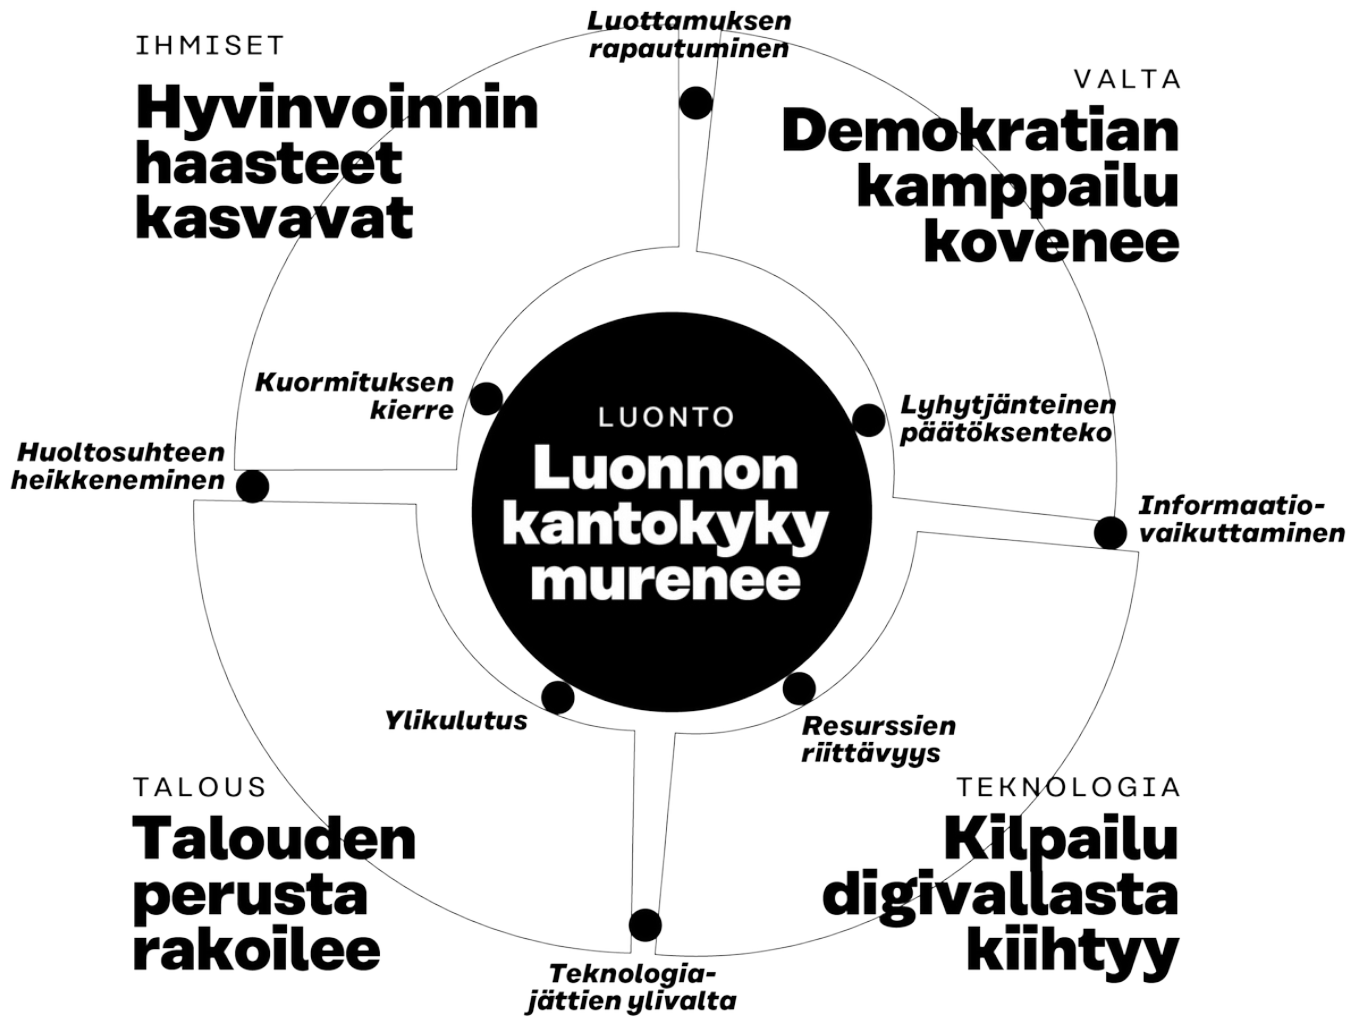 Luottamuksen
rapautuminen
IHMISET
Hyvinvoinnin
haasteet
kasvavat
VALTA
Demokratian
kamppailu
kovenee
Kuormituksen
kierre
Lyhytjänteinen
päätöksenteko
Huoltosuhteen
heikkeneminen
LUONTO
Luonnon
kantokyky
murenee
Informaatio-
vaikuttaminen
Ylikulutus
Resurssien
riittävyys
TALOUS
Talouden
perusta
rakoilee
TEKNOLOGIA
Kilpailu
digivallasta
kiihtyy
Teknologia-
jättien ylivalta